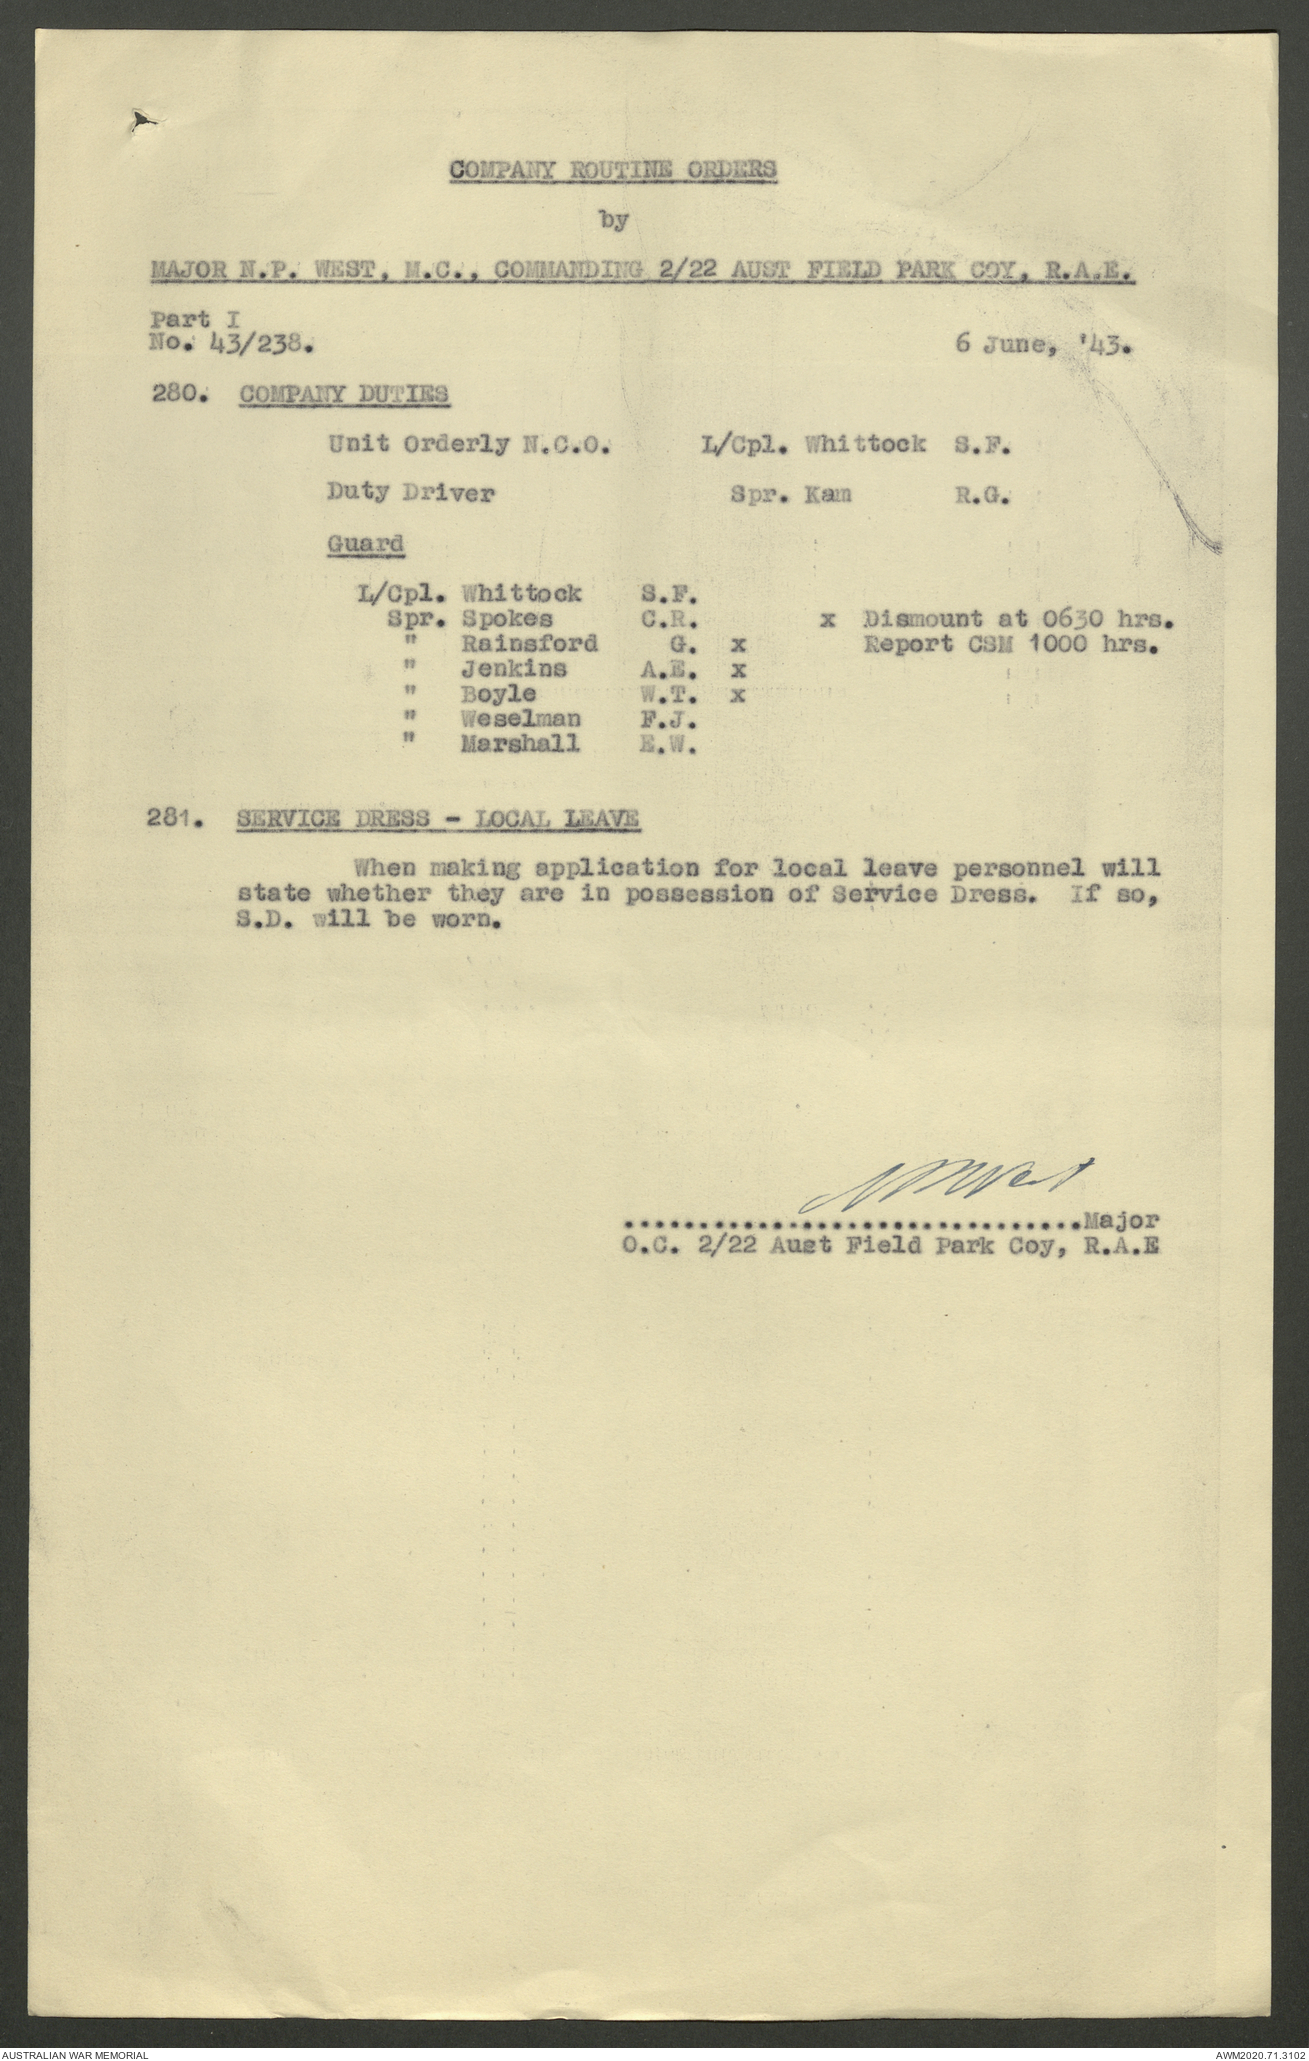 COMPANY ROUTINE ORDERS
by
MAJOR N.P. WEST, M.C., COMMANDING 2/22 AUST FIELD PARK COY, R.A.E.
Part I
No. 43/238. 6 June, '43.
280. COMPANY DUTIES
Unit Orderly N.C.O. L/Cpl. Whittock S.F.
Duty Driver Spr. Kam R.G.
Guard
L/Cpl. Whittock S.F.
Spr. Spokes C.R. x Dismount at 0630 hrs.
" Rainsford G. x Report CSM 1000 hrs.
" Jenkins A.E. x
" Boyle W.T. x
" Weselman F.J.
" Marshall E.W.
281. SERVICE DRESS - LOCAL LEAVE
When making application for local leave personnel will
state whether they are in possession of Service Dress. If so,
S.D. will be worn.
NPWest
...............................Major
O.C. 2/22 Aust Field Park Coy, R.A.E
AUSTRALIAN WAR MEMORIAL AWM2020.71.3102